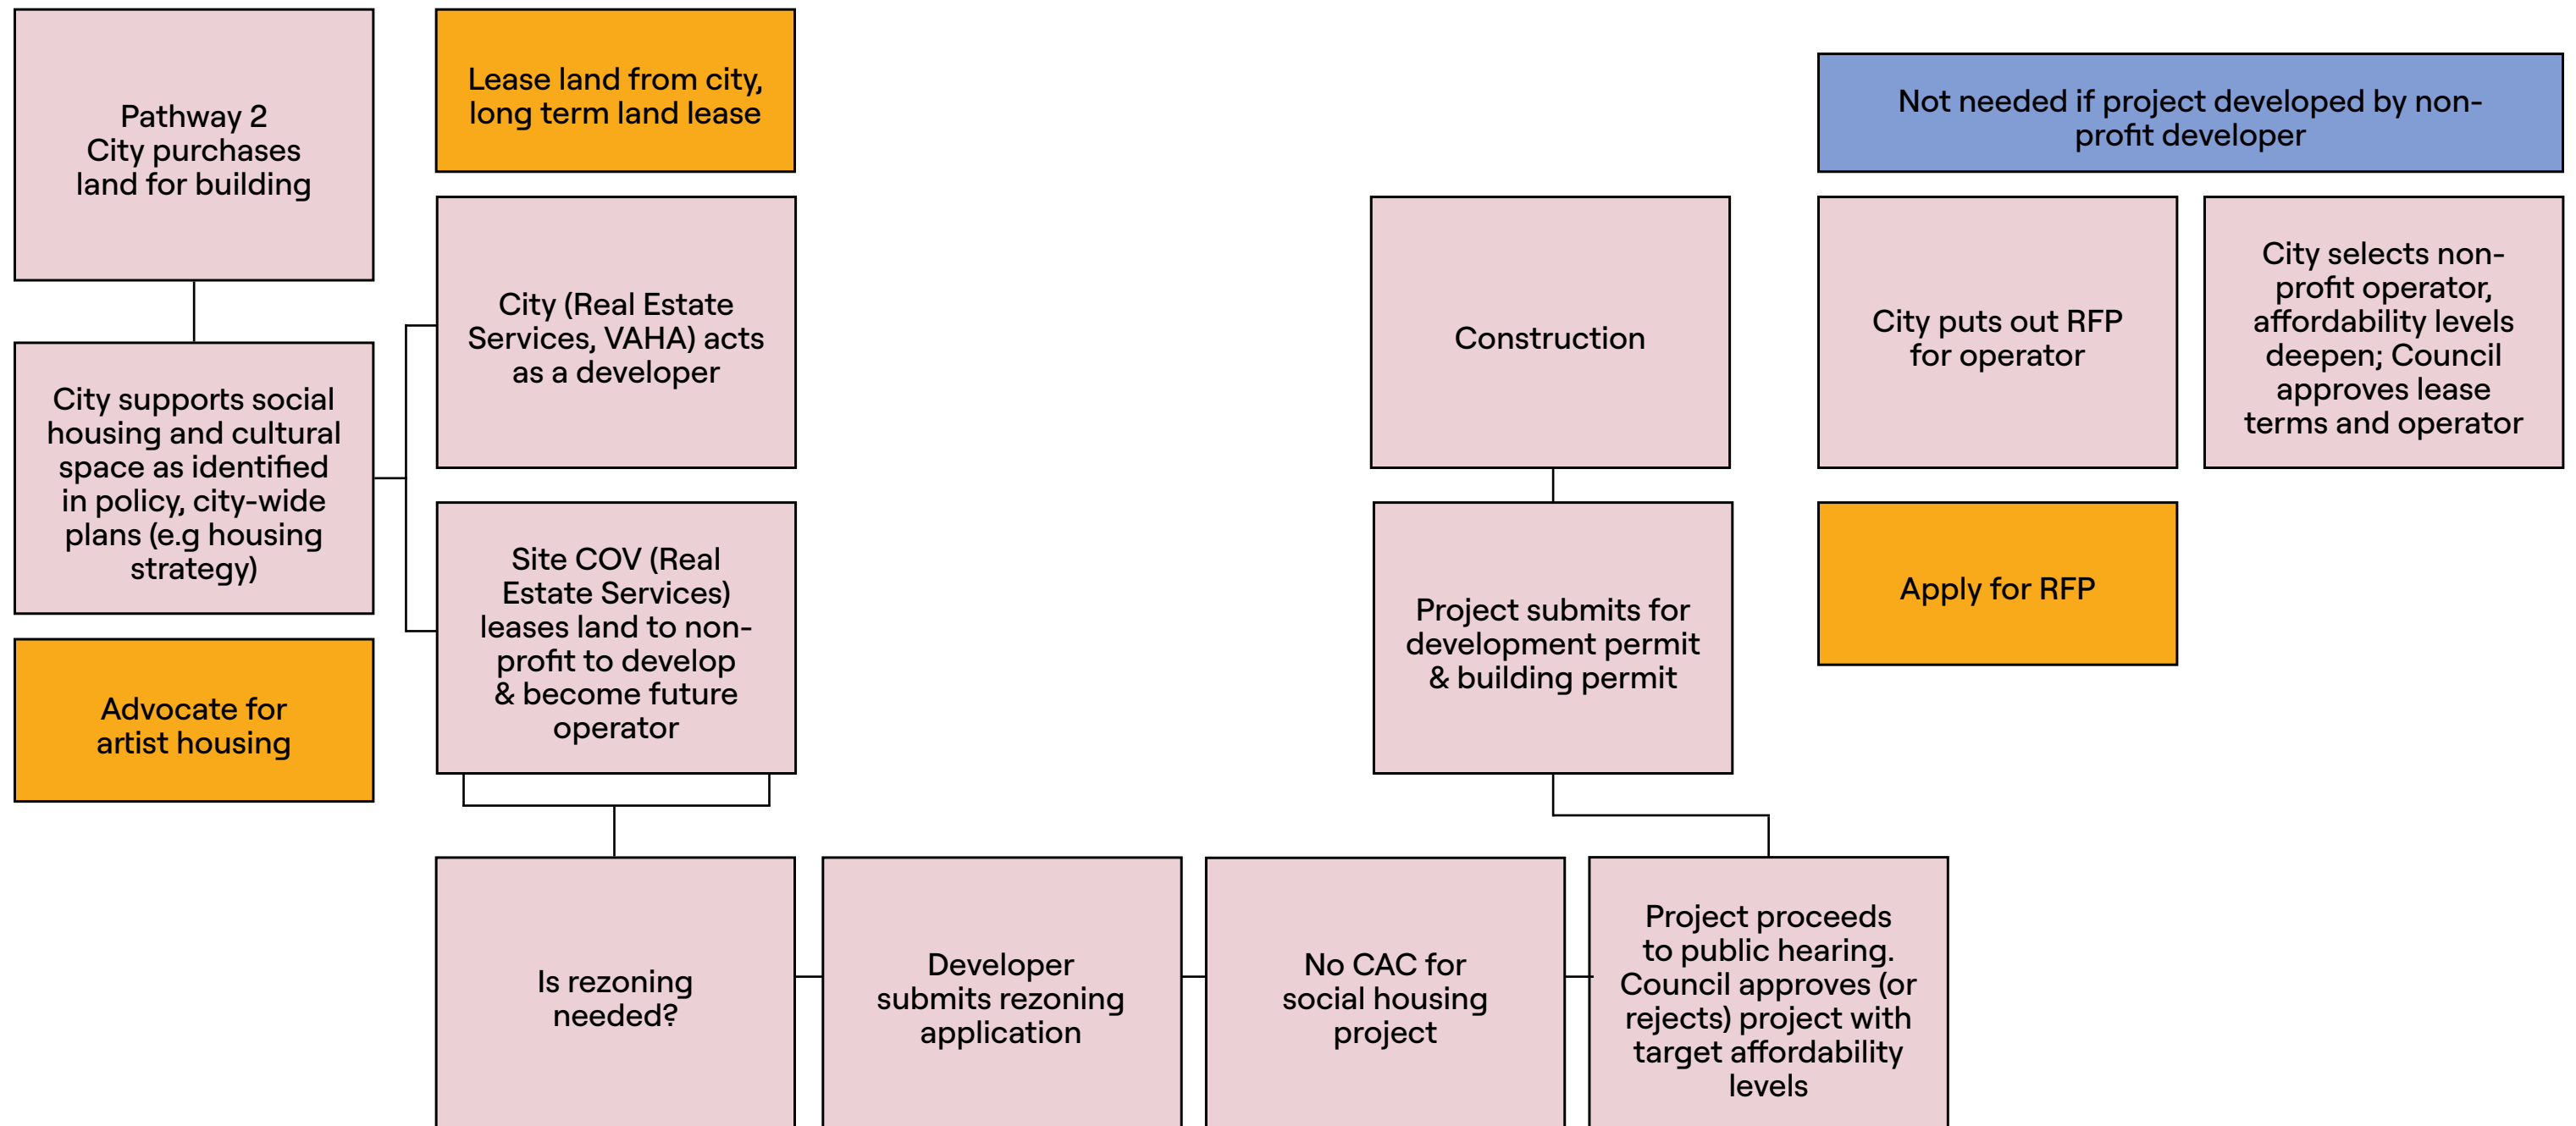 Pathway 2
City purchases
land for building
City supports social
housing and cultural
space as identified
in policy, city-wide
plans (e.g housing
strategy)
Advocate for
artist housing
Lease land from city,
long term land lease
City (Real Estate
Services, VAHA) acts
as a developer
Site COV (Real
Estate Services)
leases land to non-
profit to develop
& become future
operator
Is rezoning
needed?
Developer
submits rezoning
application
No CAC for
social housing
project
Project proceeds
to public hearing.
Council approves (or
rejects) project with
target affordability
levels
Project submits for
development permit
& building permit
Construction
Not needed if project developed by non-
profit developer
City puts out RFP
for operator
Apply for RFP
City selects non-
profit operator,
affordability levels
deepen; Council
approves lease
terms and operator